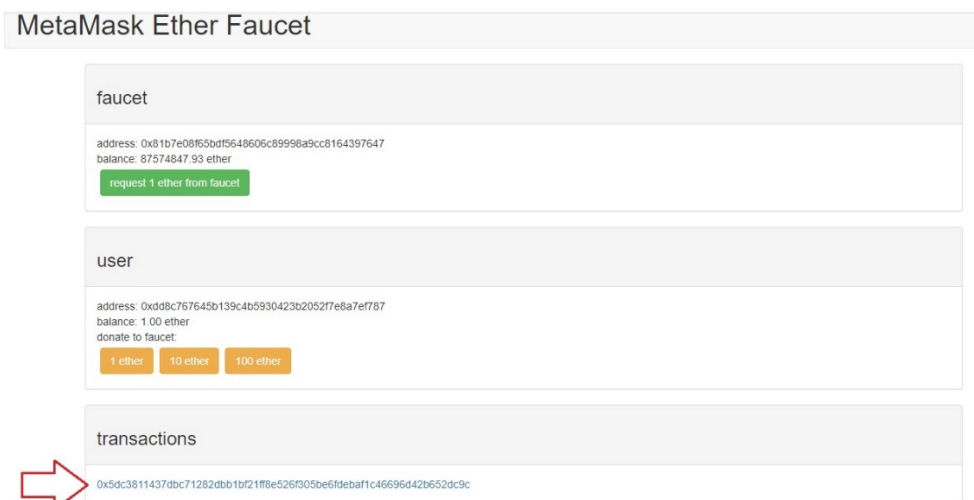 MetaMask Ether Faucet
faucet
address: 0x81b7e08f65bdf5648606c89998a9cc8164397647
balance: 87574847.93 ether
request 1 ether from faucet
user
address: 0xdd8c767645b139c4b5930423b2052f7e8a7ef787
balance: 1.00 ether
donate to faucet:
1 ether 10 ether 100 ether
transactions
0x5dc3811437dbc71282dbb1bf21ff8e526f305be6fdebaf1c46696d42b652dc9c